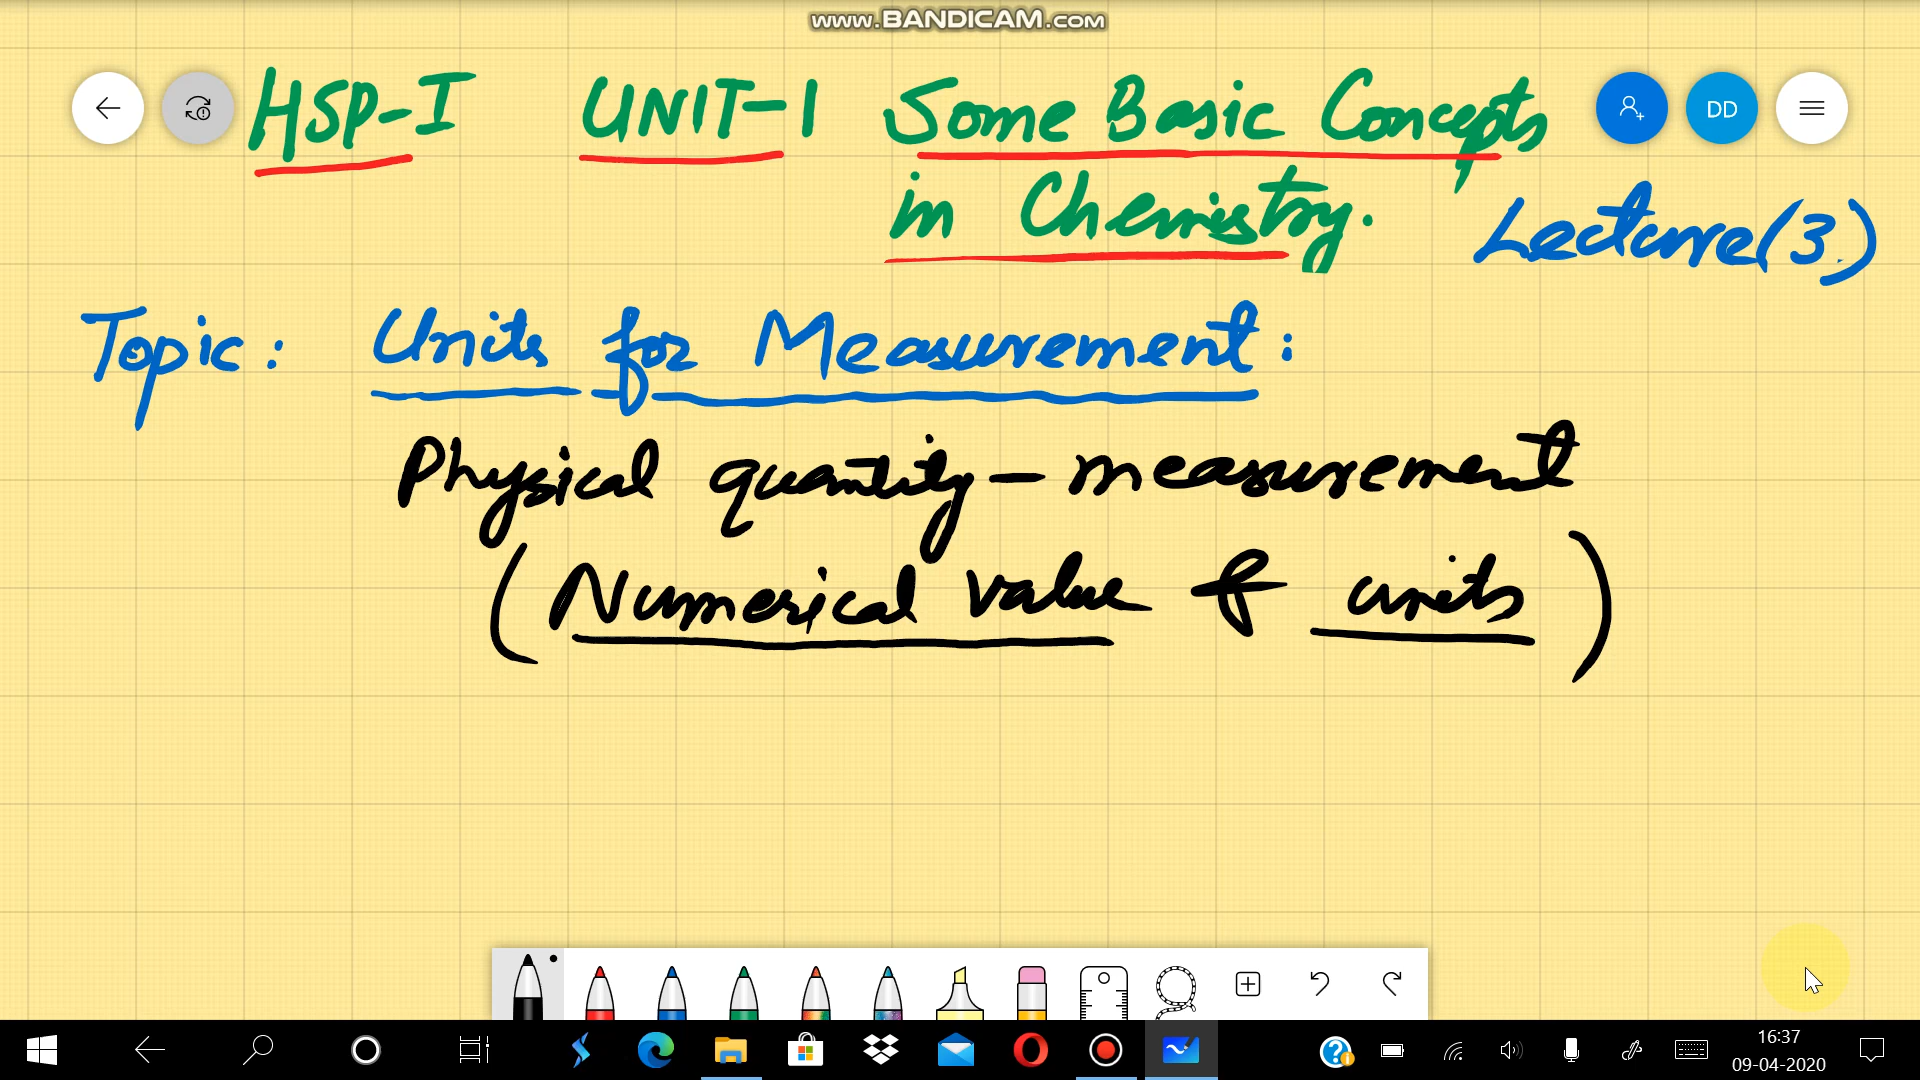 www.BANDICAM.com
HSP-I UNIT-1 Some Basic Concepts
in Chemistry.
Lecture (3.)
DD
Topic: Units for Measurement:
Physical quantity - measurement
(Numerical value & units)
16:37
09-04-2020